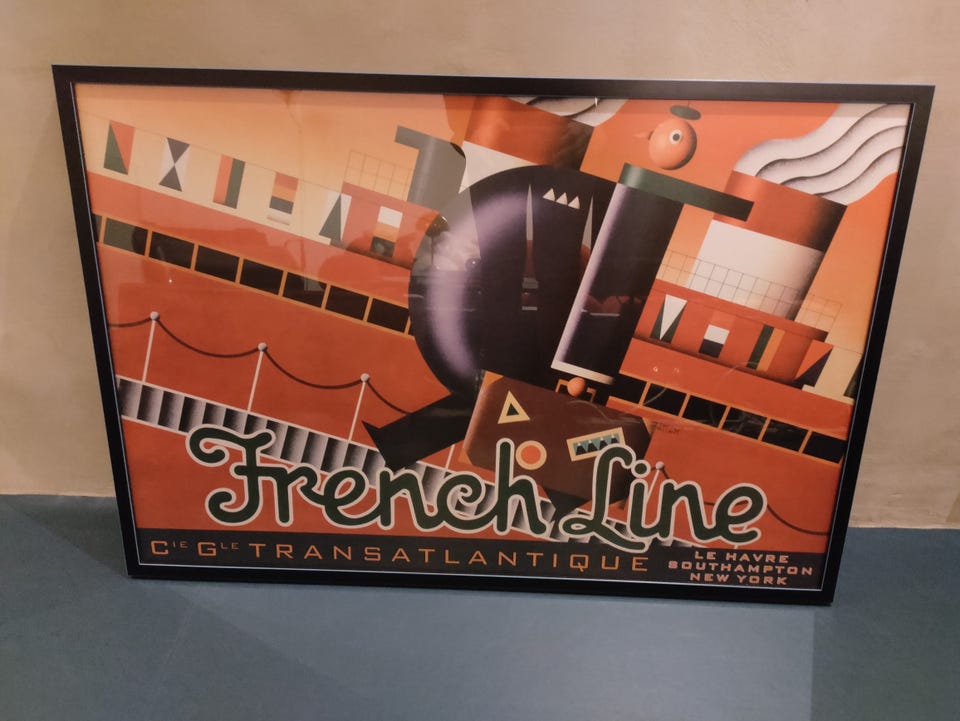 French Line
CIE GLE TRANSATLANTIQUE
LE HAVRE
SOUTHAMPTON
NEW YORK